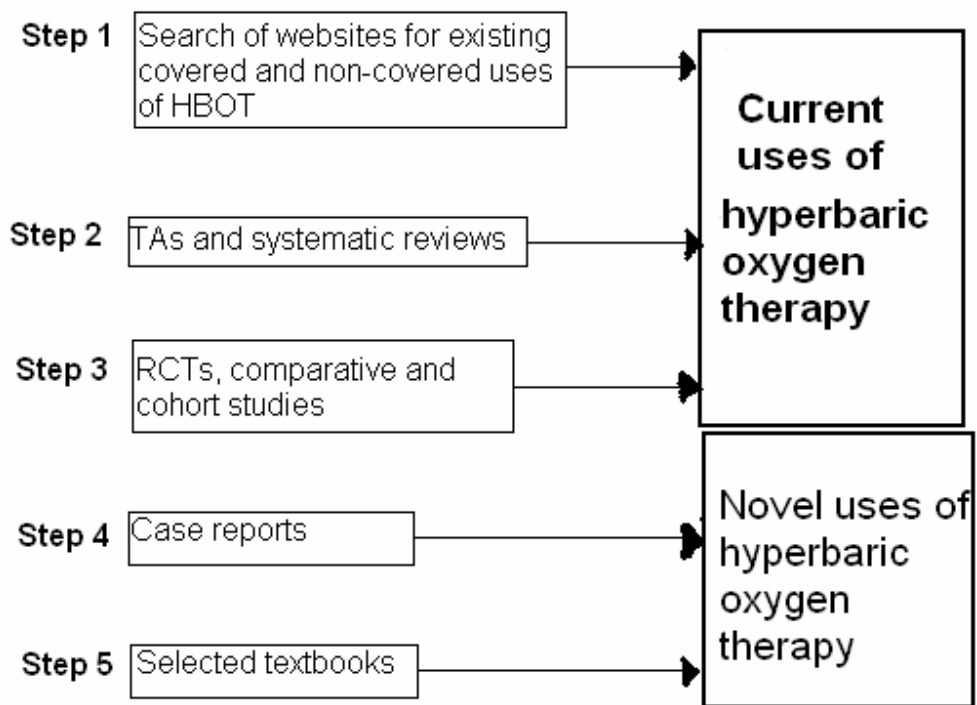 Step 1
Search of websites for existing
covered and non-covered uses
of HBOT
Step 2
TAs and systematic reviews
Step 3
RCTs, comparative and
cohort studies
Step 4
Case reports
Step 5
Selected textbooks
Current
uses of
hyperbaric
oxygen
therapy
Novel uses of
hyperbaric
oxygen
therapy